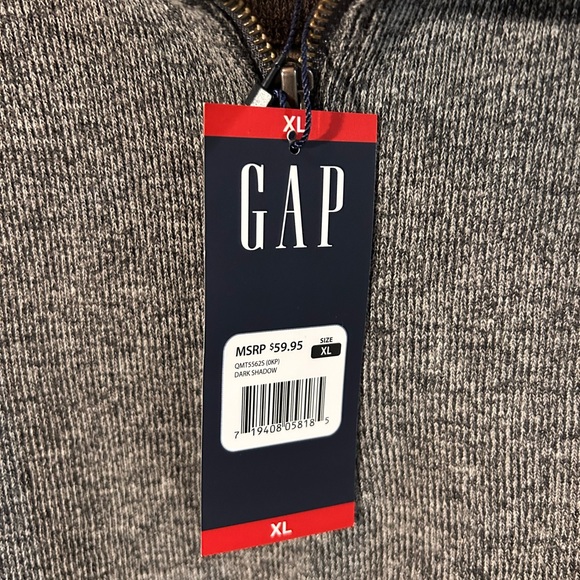 XL
GAP
MSRP $59.95
SIZE
XL
QMT55625 (0KP)
DARK SHADOW
7 19408 05818 5
XL